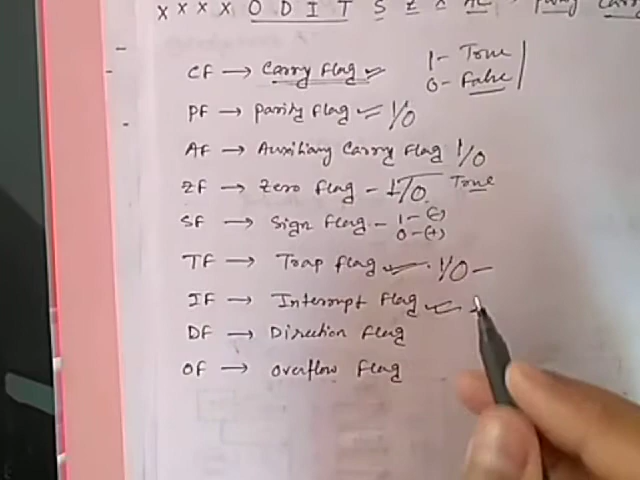 X X X X O D I T S Z X AC
CF → Carry Flag 1 - True
0 - False
PF → Parity flag 1/0
AF → Auxiliary Carry Flag 1/0
ZF → Zero flag - 1/0 True
SF → Sign Flag - 1 - (-)
0 - (+)
TF → Trap flag 1/0 -
IF → Interrupt Flag
DF → Direction Flag
OF → Overflow Flag